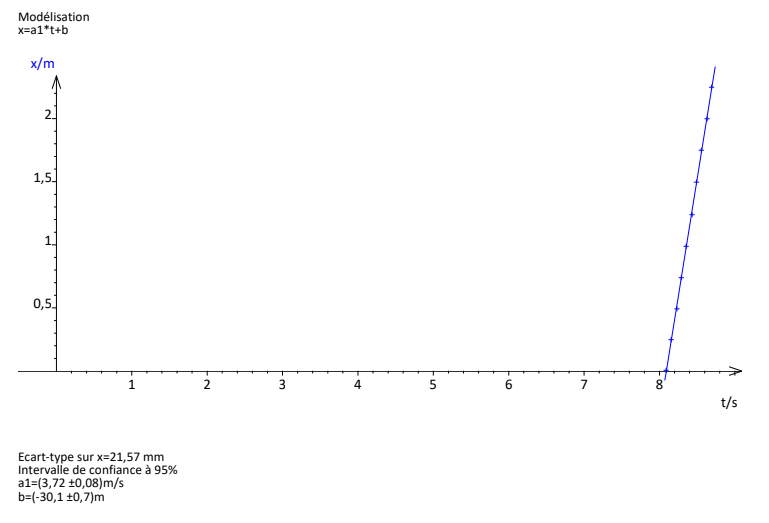 Modélisation
x=a1*t+b
x/m
2
1,5
1
0,5
1 2 3 4 5 6 7 8
t/s
Ecart-type sur x=21,57 mm
Intervalle de confiance à 95%
a1=(3,72 ±0,08)m/s
b=(-30,1 ±0,7)m